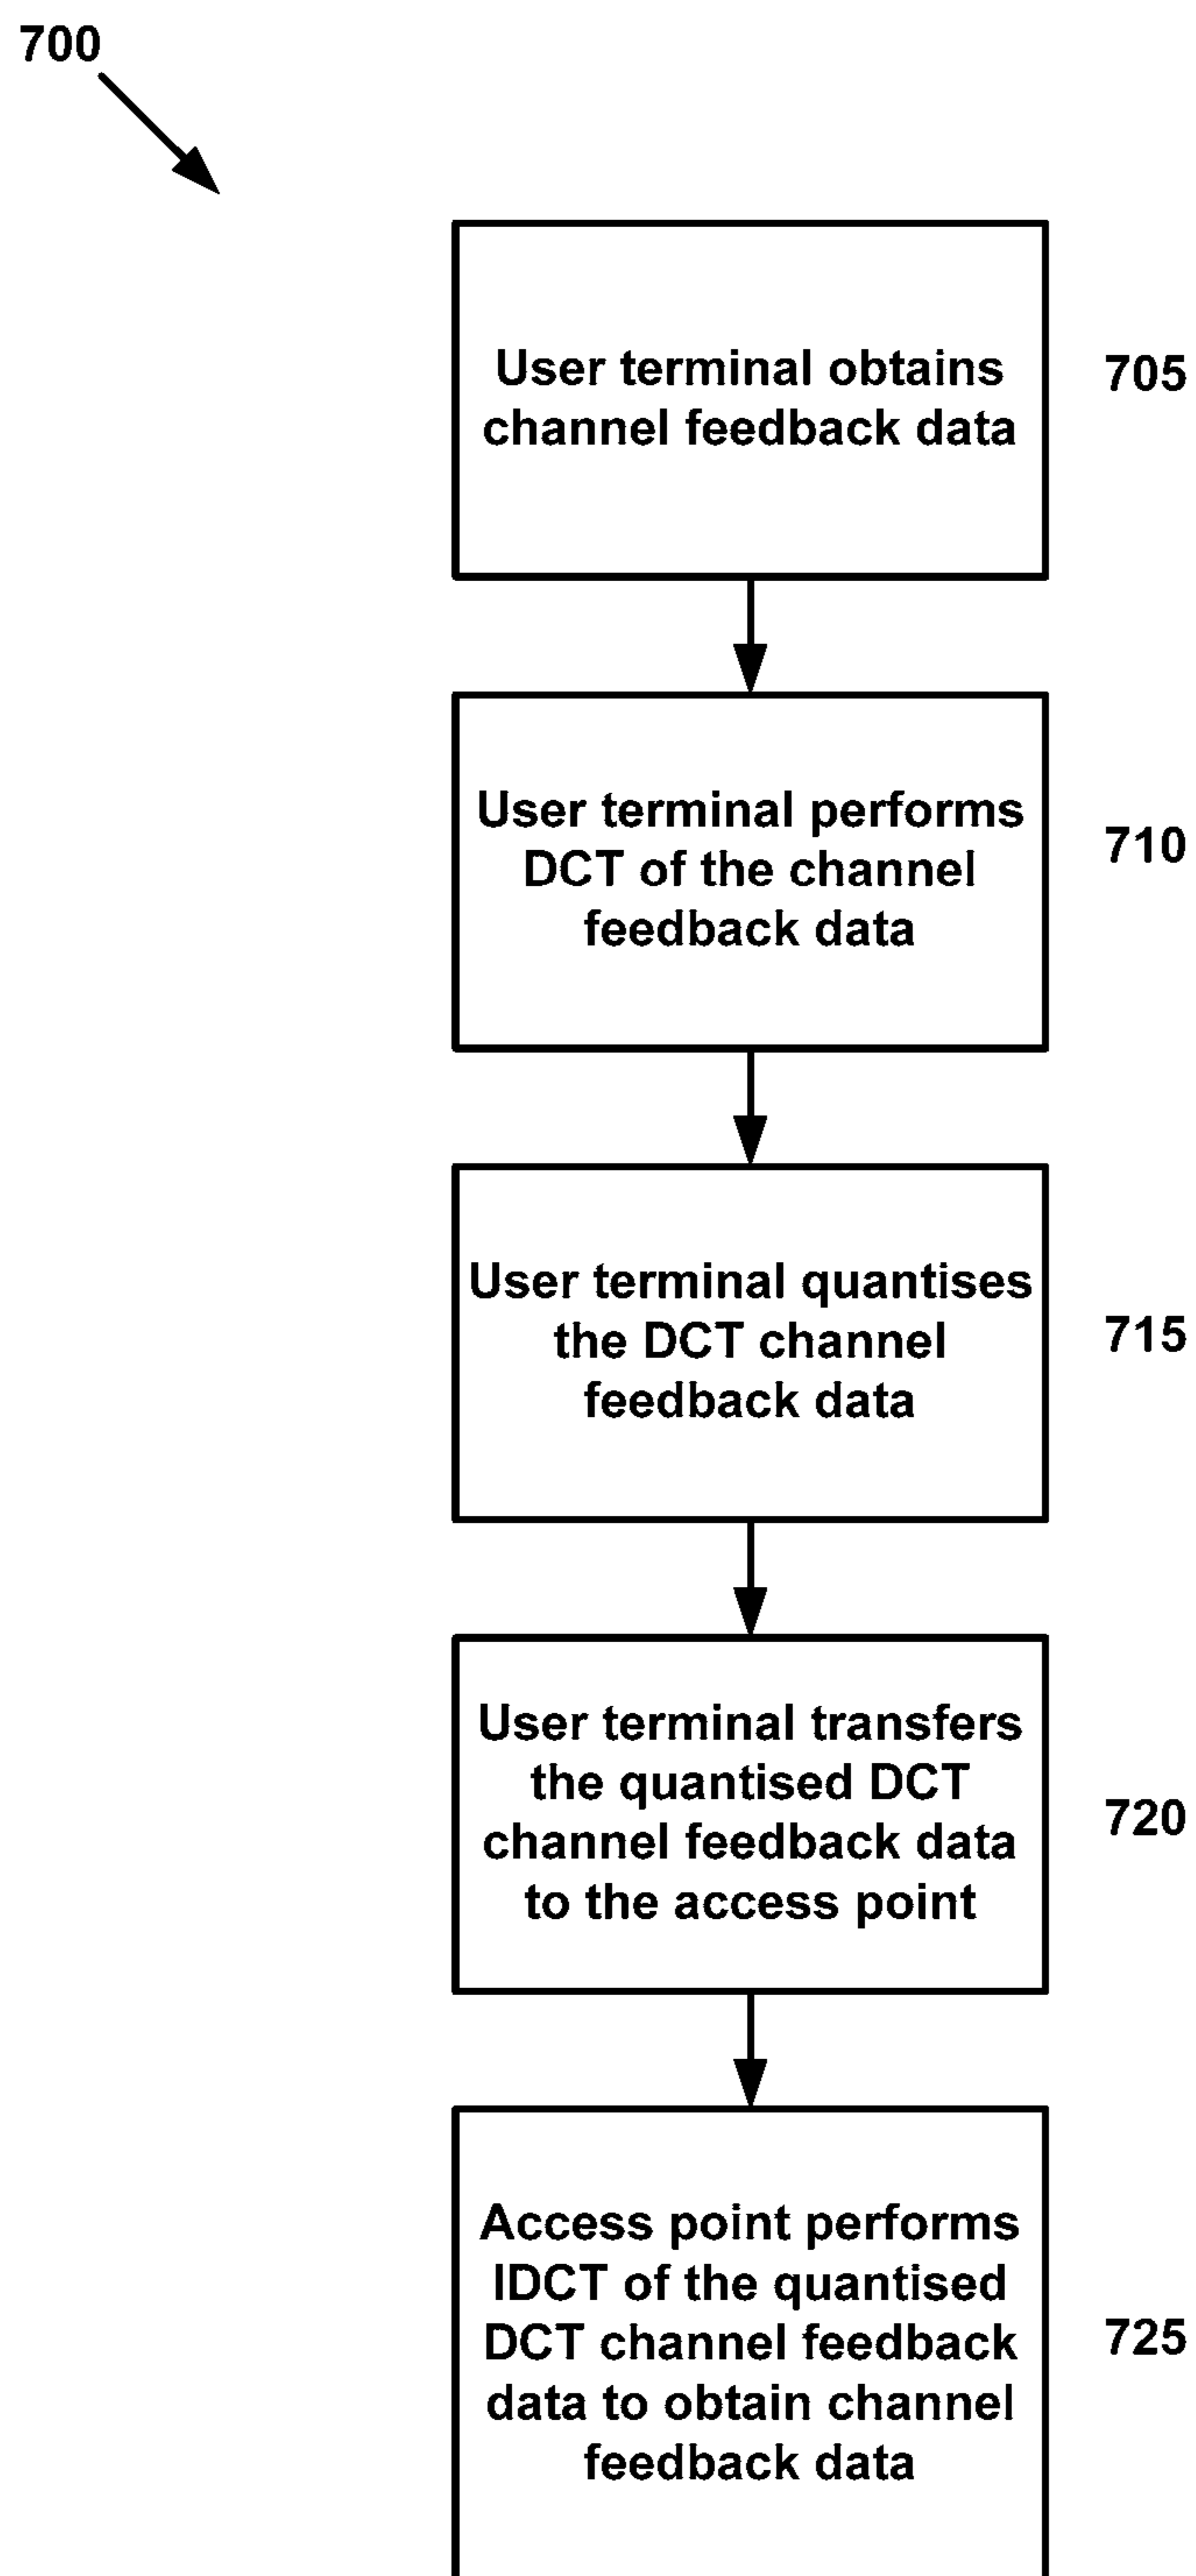 700
User terminal obtains
channel feedback data
705
User terminal performs
DCT of the channel
feedback data
710
User terminal quantises
the DCT channel
feedback data
715
User terminal transfers
the quantised DCT
channel feedback data
to the access point
720
Access point performs
IDCT of the quantised
DCT channel feedback
data to obtain channel
feedback data
725